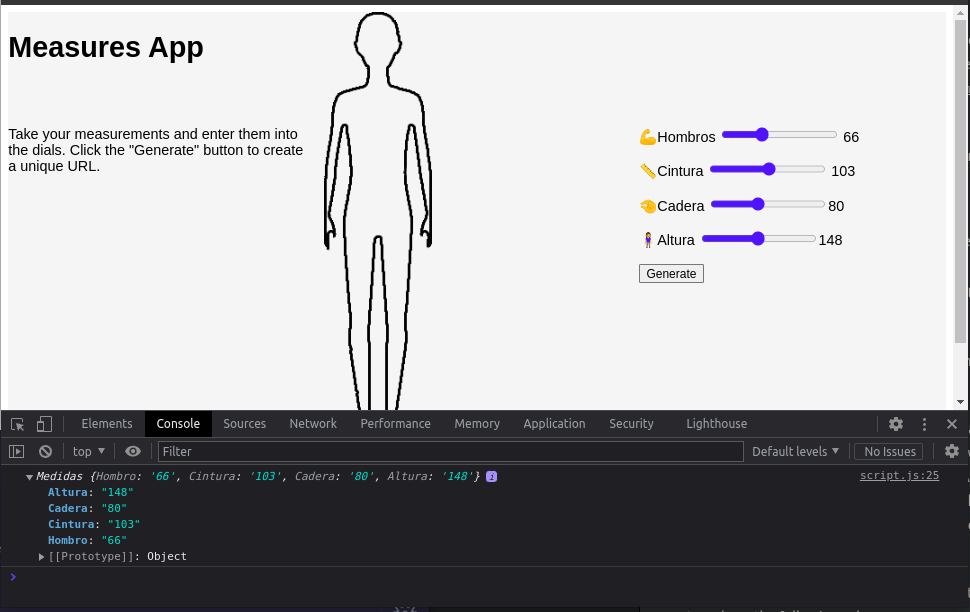 Measures App
Take your measurements and enter them into
the dials. Click the "Generate" button to create
a unique URL.
💪Hombros 66
📏Cintura 103
🤏Cadera 80
🧍‍♀️Altura 148
Generate
Elements Console Sources Network Performance Memory Application Security Lighthouse
top ▼ Filter Default levels ▼ No Issues
▼Medidas {Hombro: '66', Cintura: '103', Cadera: '80', Altura: '148'} i script.js:25
Altura: "148"
Cadera: "80"
Cintura: "103"
Hombro: "66"
▶[[Prototype]]: Object